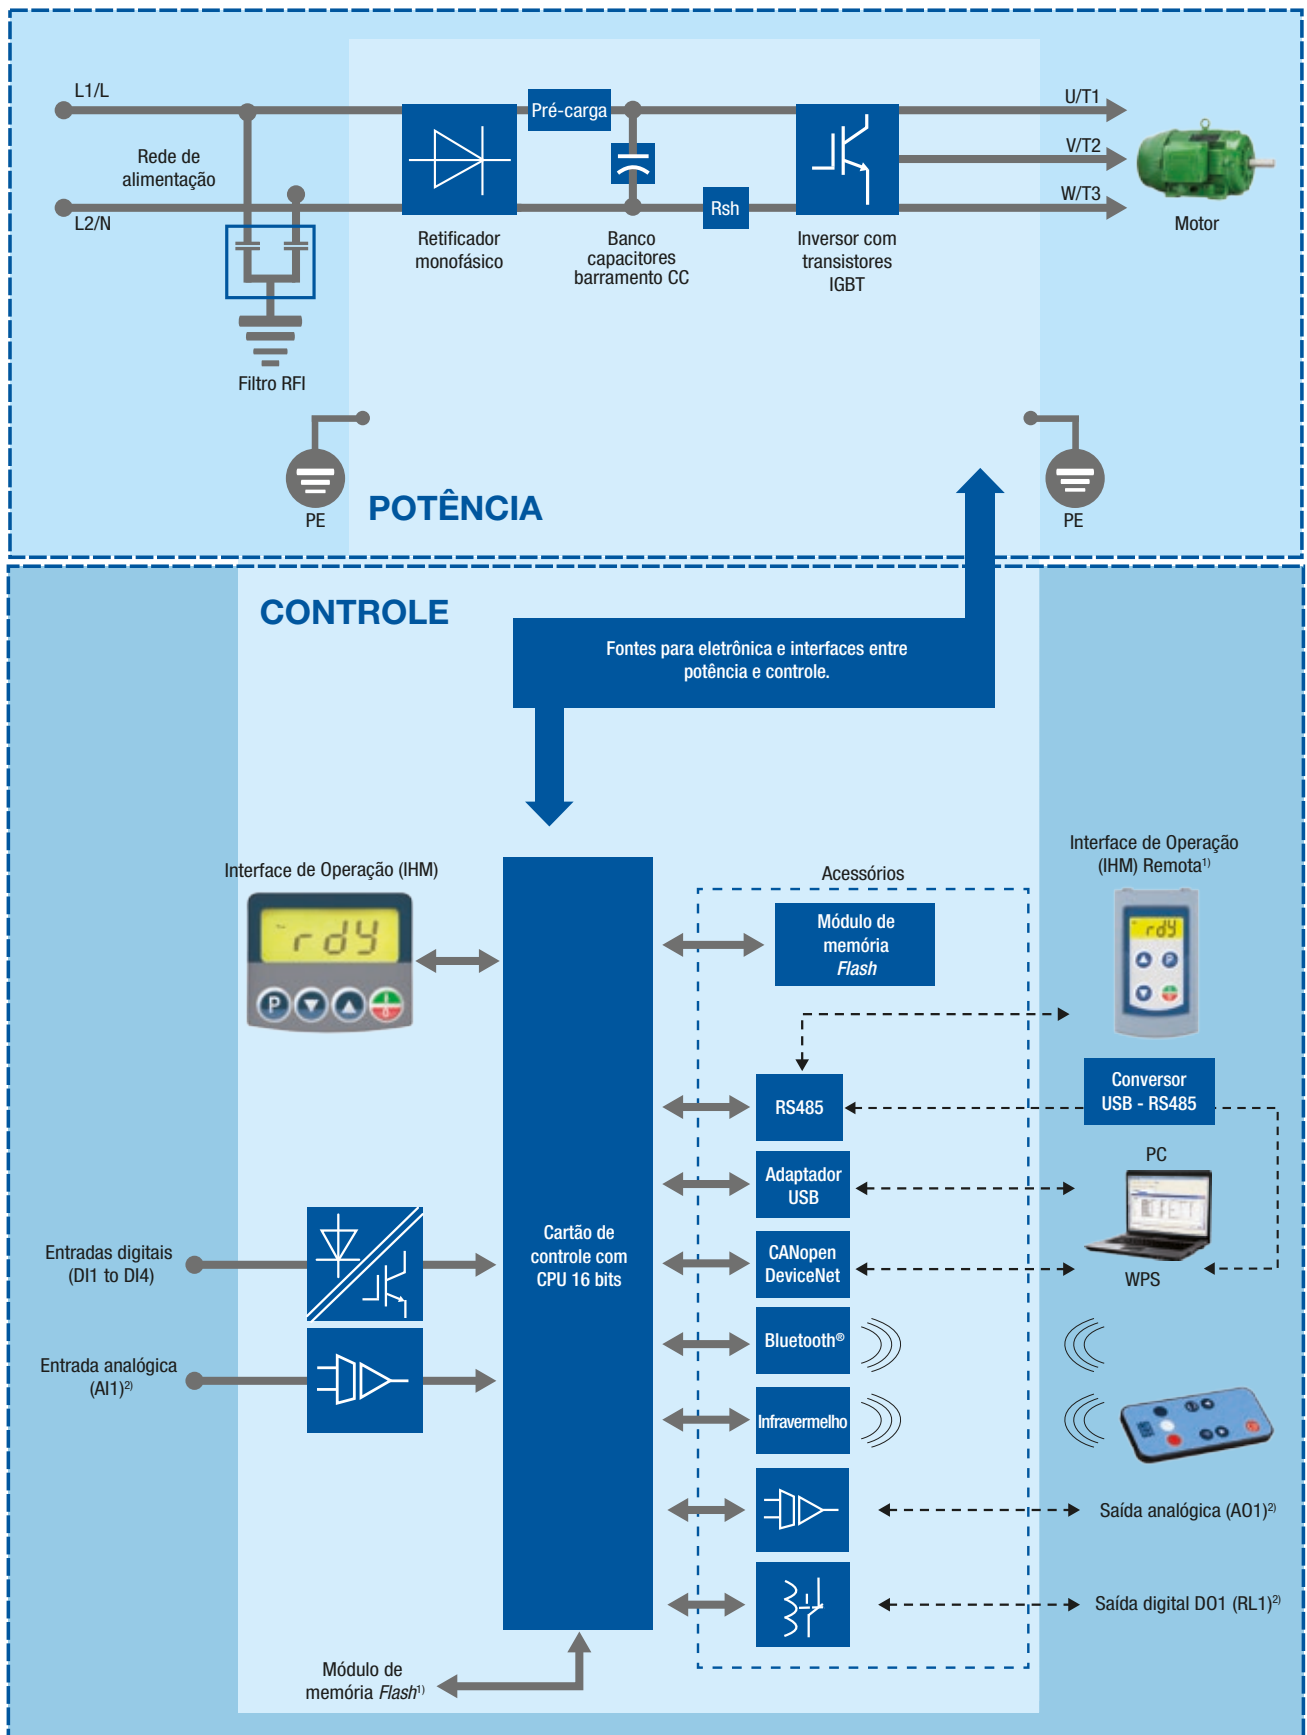 L1/L
Rede de
alimentação
L2/N
Pré-carga
Rsh
U/T1
V/T2
W/T3
Motor
Retificador
monofásico
Banco
capacitores
barramento CC
Inversor com
transistores
IGBT
Filtro RFI
PE
POTÊNCIA
PE
CONTROLE
Fontes para eletrônica e interfaces entre
potência e controle.
Interface de Operação (IHM)
rdy
P
Cartão de
controle com
CPU 16 bits
Acessórios
Módulo de
memória
Flash
Interface de Operação
(IHM) Remota¹⁾
rdy
P
RS485
Conversor
USB - RS485
Adaptador
USB
PC
WPS
CANopen
DeviceNet
Entradas digitais
(DI1 to DI4)
Entrada analógica
(AI1)²⁾
Bluetooth®
Infravermelho
Saída analógica (AO1)²⁾
Saída digital DO1 (RL1)²⁾
Módulo de
memória Flash¹⁾